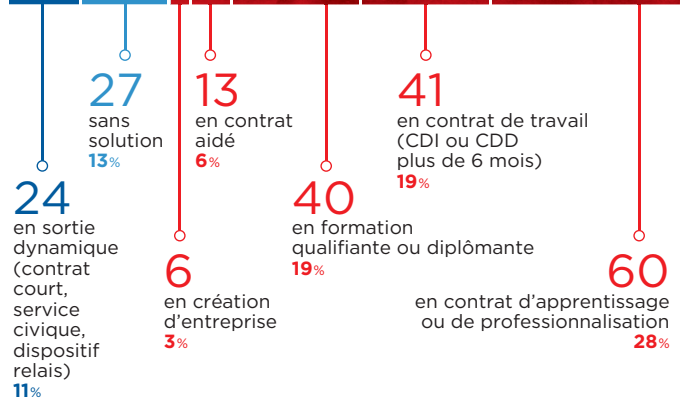 27
sans
solution
13%
13
en contrat
aidé
6%
41
en contrat de travail
(CDI ou CDD
plus de 6 mois)
19%
24
en sortie
dynamique
(contrat
court,
service
civique,
dispositif
relais)
11%
40
en formation
qualifiante ou diplômante
19%
6
en création
d’entreprise
3%
60
en contrat d’apprentissage
ou de professionnalisation
28%